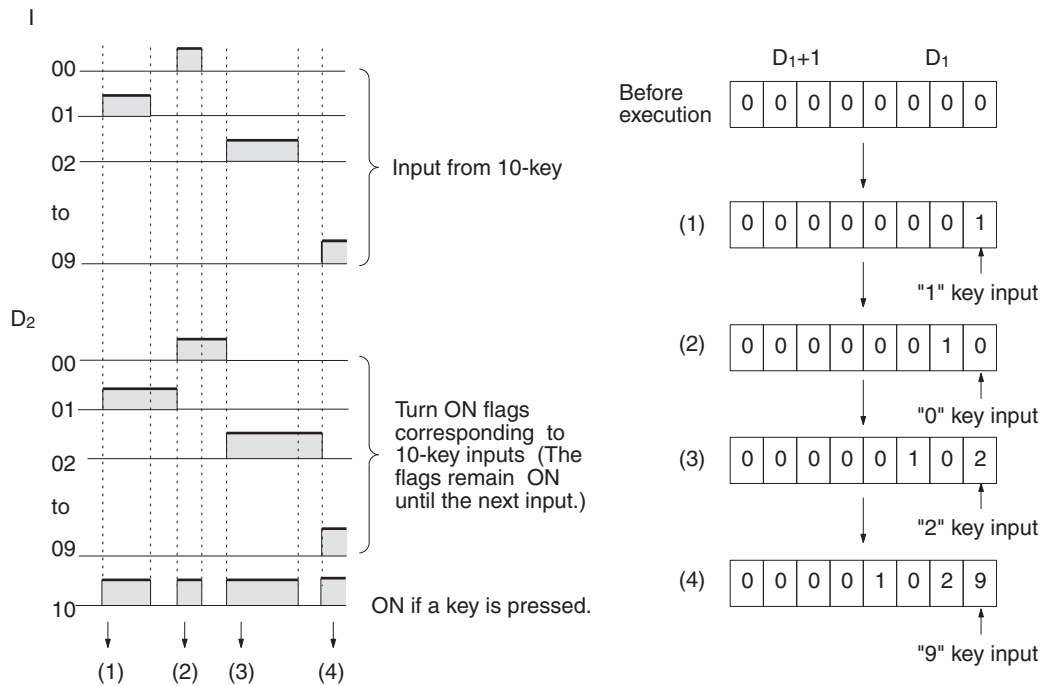 I
00
01
02
to
09
Input from 10-key
D₂
00
01
02
to
09
10
Turn ON flags
corresponding to
10-key inputs (The
flags remain ON
until the next input.)
ON if a key is pressed.
(1) (2) (3) (4)
D₁+1 D₁
Before
execution
0 0 0 0 0 0 0 0
(1) 0 0 0 0 0 0 0 1
"1" key input
(2) 0 0 0 0 0 0 1 0
"0" key input
(3) 0 0 0 0 0 1 0 2
"2" key input
(4) 0 0 0 0 1 0 2 9
"9" key input